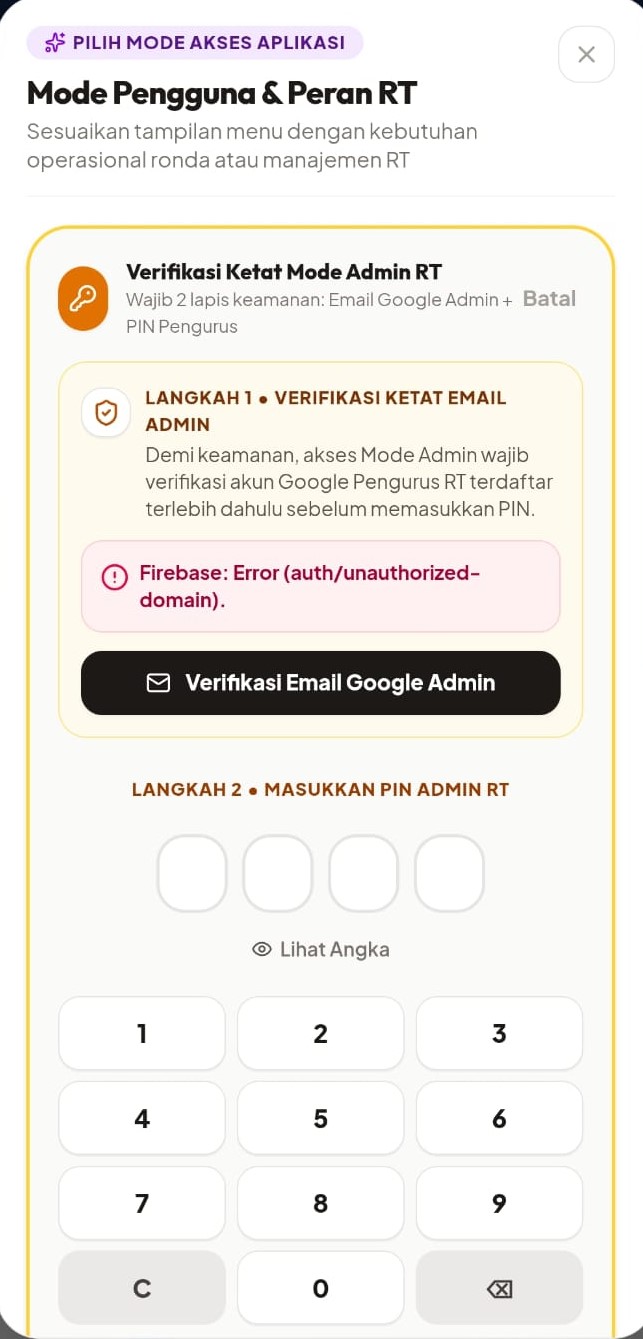 PILIH MODE AKSES APLIKASI
Mode Pengguna & Peran RT
Sesuaikan tampilan menu dengan kebutuhan
operasional ronda atau manajemen RT
Verifikasi Ketat Mode Admin RT
Wajib 2 lapis keamanan: Email Google Admin +
PIN Pengurus
Batal
LANGKAH 1 • VERIFIKASI KETAT EMAIL
ADMIN
Demi keamanan, akses Mode Admin wajib
verifikasi akun Google Pengurus RT terdaftar
terlebih dahulu sebelum memasukkan PIN.
Firebase: Error (auth/unauthorized-
domain).
Verifikasi Email Google Admin
LANGKAH 2 • MASUKKAN PIN ADMIN RT
Lihat Angka
1 2 3
4 5 6
7 8 9
C 0